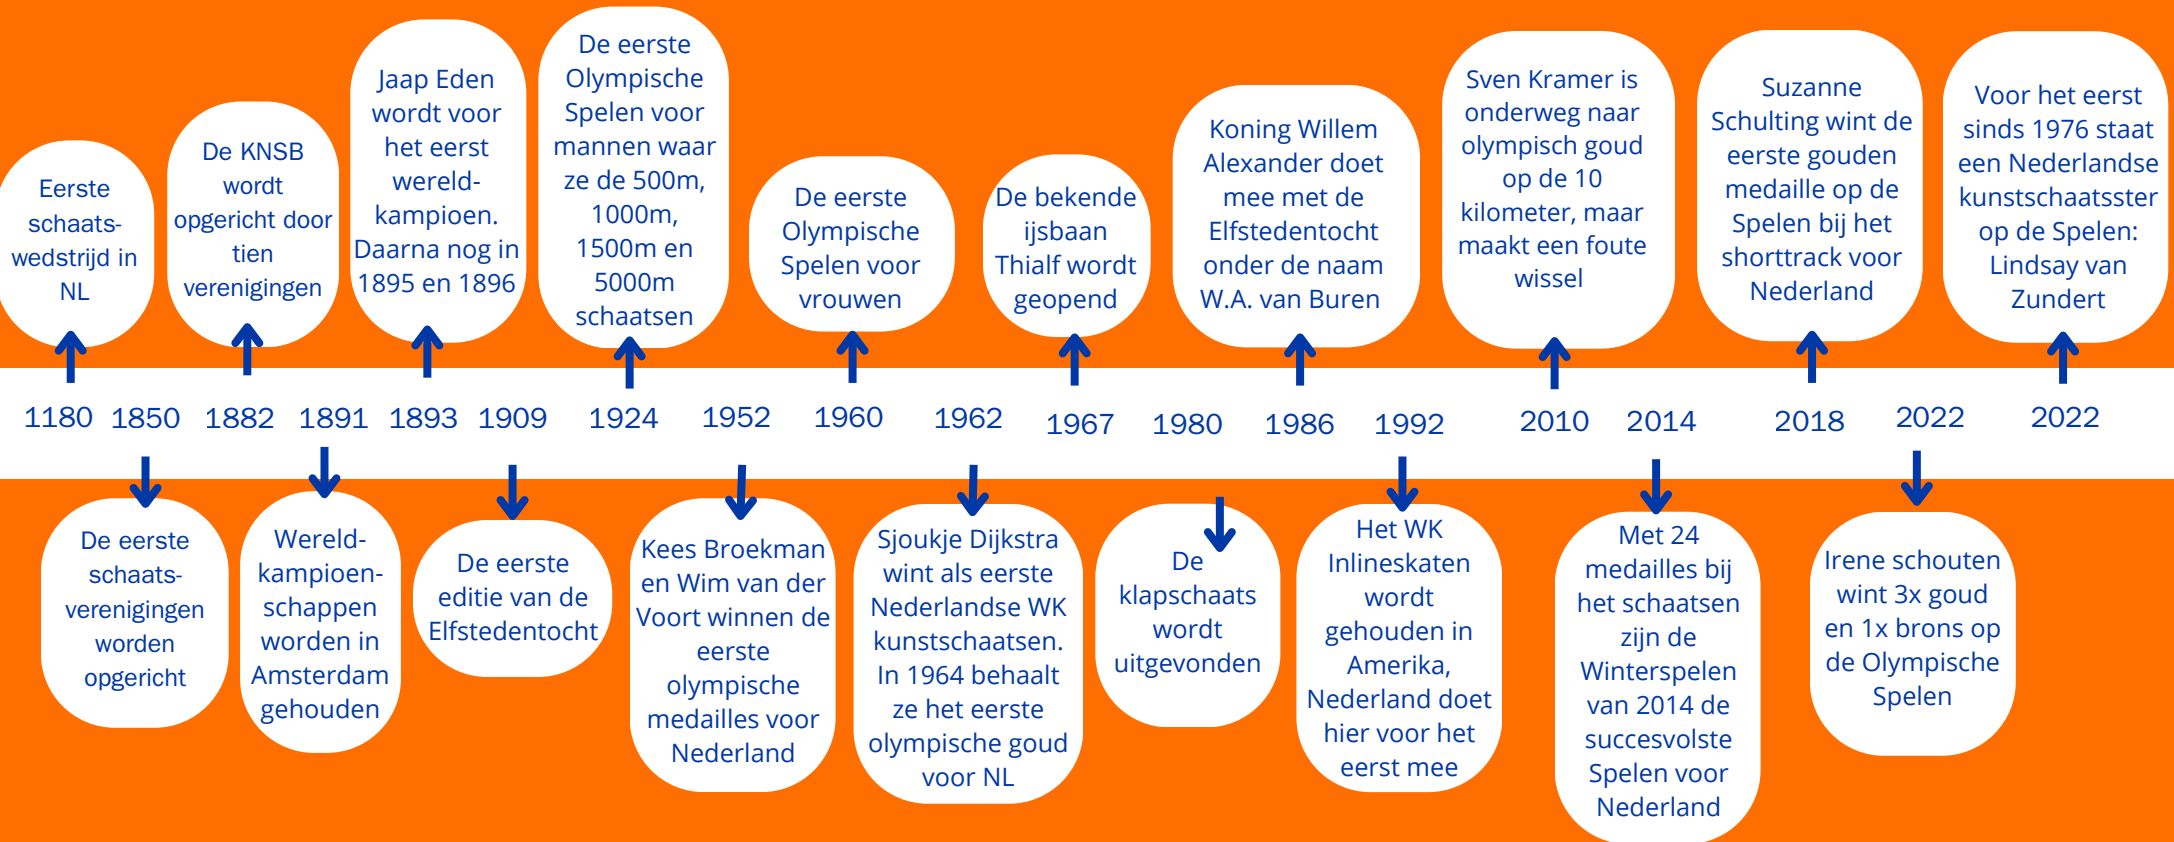 Eerste
schaats-
wedstrijd in
NL
De KNSB
wordt
opgericht door
tien
verenigingen
Jaap Eden
wordt voor
het eerst
wereld-
kampioen.
Daarna nog in
1895 en 1896
De eerste
Olympische
Spelen voor
mannen waar
ze de 500m,
1000m,
1500m en
5000m
schaatsen
De eerste
Olympische
Spelen voor
vrouwen
De bekende
ijsbaan
Thialf wordt
geopend
Koning Willem
Alexander doet
mee met de
Elfstedentocht
onder de naam
W.A. van Buren
Sven Kramer is
onderweg naar
olympisch goud
op de 10
kilometer, maar
maakt een foute
wissel
Suzanne
Schulting wint de
eerste gouden
medaille op de
Spelen bij het
shorttrack voor
Nederland
Voor het eerst
sinds 1976 staat
een Nederlandse
kunstschaatsster
op de Spelen:
Lindsay van
Zundert
1180 1850 1882 1891 1893 1909 1924 1952 1960 1962 1967 1980 1986 1992 2010 2014 2018 2022 2022
De eerste
schaats-
verenigingen
worden
opgericht
Wereld-
kampioen-
schappen
worden in
Amsterdam
gehouden
De eerste
editie van de
Elfstedentocht
Kees Broekman
en Wim van der
Voort winnen de
eerste
olympische
medailles voor
Nederland
Sjoukje Dijkstra
wint als eerste
Nederlandse WK
kunstschaatsen.
In 1964 behaalt
ze het eerste
olympische goud
voor NL
De
klapschaats
wordt
uitgevonden
Het WK
Inlineskaten
wordt
gehouden in
Amerika,
Nederland doet
hier voor het
eerst mee
Met 24
medailles bij
het schaatsen
zijn de
Winterspelen
van 2014 de
succesvolste
Spelen voor
Nederland
Irene schouten
wint 3x goud
en 1x brons op
de Olympische
Spelen